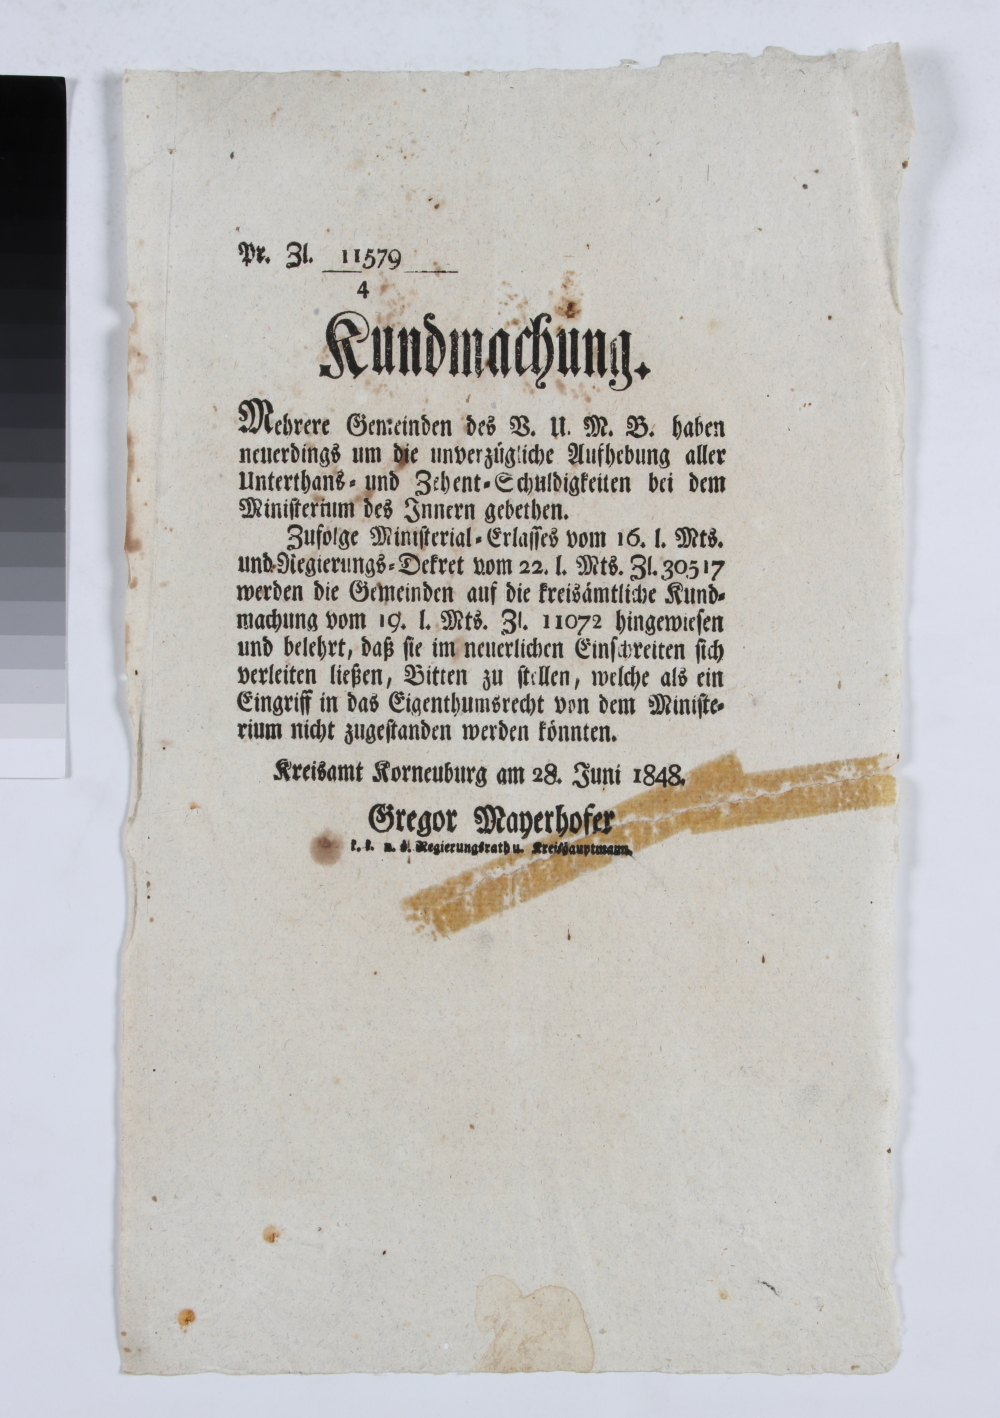 Pr. Zl. 11579
4
Kundmachung.
Mehrere Gemeinden des V. U. M. B. haben
neuerdings um die unverzügliche Aufhebung aller
Unterthans- und Zehent-Schuldigkeiten bei dem
Ministerium des Innern gebethen.
Zufolge Ministerial-Erlasses vom 16. l. Mts.
und Regierungs-Dekret vom 22. l. Mts. Zl. 30517
werden die Gemeinden auf die kreisämtliche Kund-
machung vom 19. l. Mts. Zl. 11072 hingewiesen
und belehrt, daß sie im neuerlichen Einschreiten sich
verleiten ließen, Bitten zu stellen, welche als ein
Eingriff in das Eigenthumsrecht von dem Ministe-
rium nicht zugestanden werden könnten.
Kreisamt Korneuburg am 28. Juni 1848.
Gregor Mayerhofer
k. k. n. ö. Regierungsrath u. Kreishauptmann.